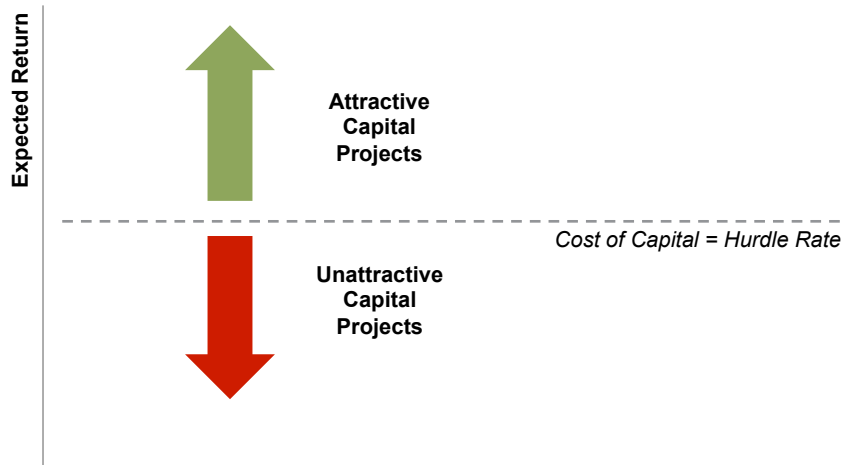 Expected Return
Attractive
Capital
Projects
Cost of Capital = Hurdle Rate
Unattractive
Capital
Projects